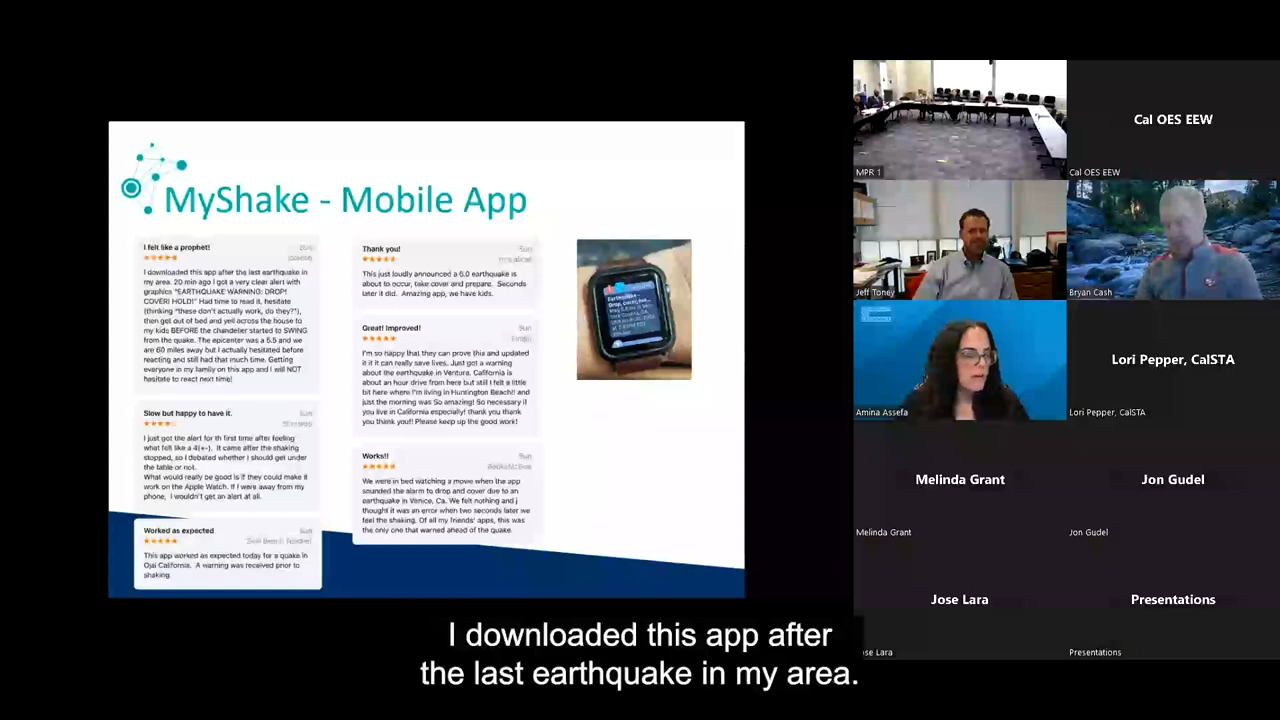 MyShake - Mobile App
I felt like a prophet!
Sun
I downloaded this app after the last earthquake in
my area. 20 min ago I got a very clear alert with
graphics "EARTHQUAKE WARNING: DROP!
COVER! HOLD!" Had time to read it, hesitate
(thinking "these don't actually work, do they?"),
then get out of bed and yell across the house to
my kids BEFORE the chandelier started to SWING
from the quake. The epicenter was a 5.5 and we
are 60 miles away but I actually hesitated before
reacting and still had that much time. Getting
everyone in my family on this app and I will NOT
hesitate to react next time!
Slow but happy to have it.
Sun
I just got the alert for th first time after feeling
what felt like a 4(+-). It came after the shaking
stopped, so I debated whether I should get under
the table or not.
What would really be good is if they could make it
work on the Apple Watch. If I were away from my
phone, I wouldn't get an alert at all.
Worked as expected
Sun
This app worked as expected today for a quake in
Ojai California. A warning was received prior to
shaking.
Thank you!
Sun
This just loudly announced a 6.0 earthquake is
about to occur, take cover and prepare. Seconds
later it did. Amazing app, we have kids.
Great! Improved!
Sun
I'm so happy that they can prove this and updated
it it it can really save lives. Just got a warning
about the earthquake in Ventura. California is
about an hour drive from here but still I felt a little
bit here where I'm living in Huntington Beach!! and
just the morning was So amazing! So necessary if
you live in California especially! thank you thank
you thank you!! Please keep up the good work!
Works!!
Sun
We were in bed watching a move when the app
sounded the alarm to drop and cover due to an
earthquake in Venice, Ca. We felt nothing and j
thought it was an error when two seconds later we
feel the shaking. Of all my friends' apps, this was
the only one that warned ahead of the quake.
Earthquake -
MPR 1
Cal OES EEW
Cal OES EEW
Jeff Toney
Bryan Cash
Amina Assefa
Lori Pepper, CalSTA
Lori Pepper, CalSTA
Melinda Grant
Melinda Grant
Jon Gudel
Jon Gudel
Jose Lara
ose Lara
Presentations
Presentations
I downloaded this app after
the last earthquake in my area.